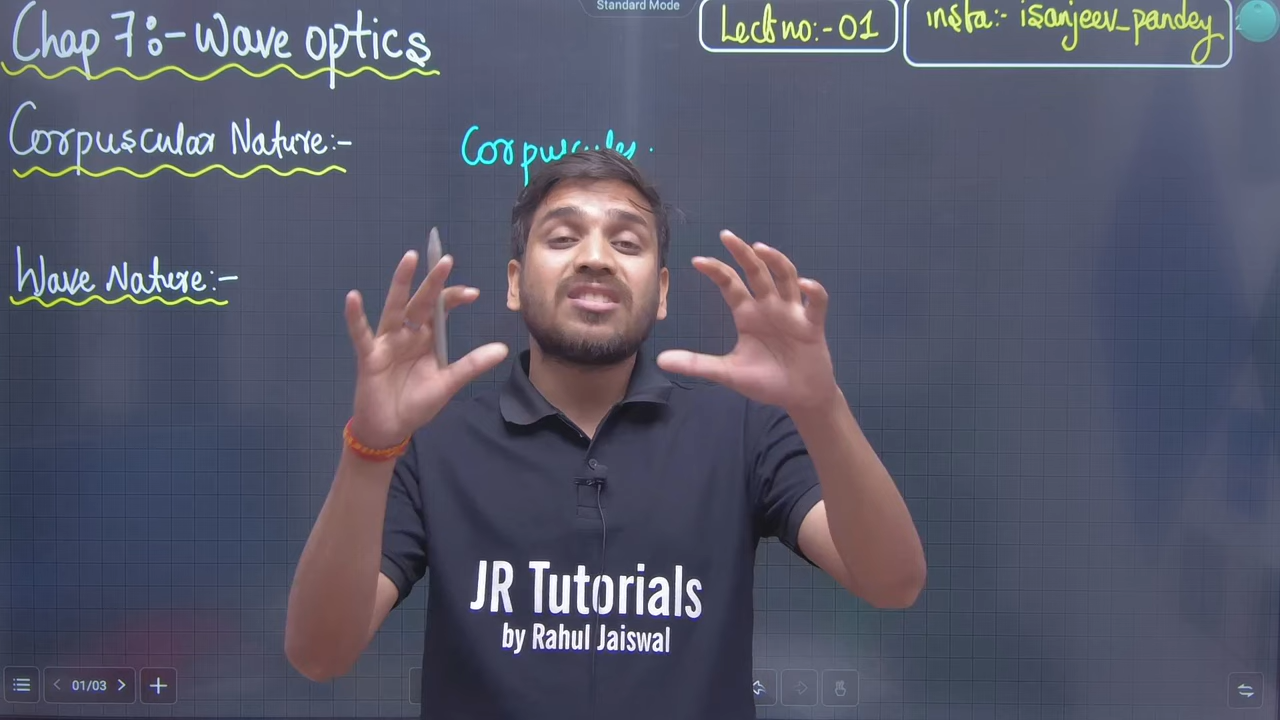 Standard Mode
Chap 7:- Wave optics
Lect no:- 01
insta:- isanjeev_pandey
Corpuscular Nature:-
Corpuscules.
Wave Nature:-
JR Tutorials
by Rahul Jaiswal
01/03